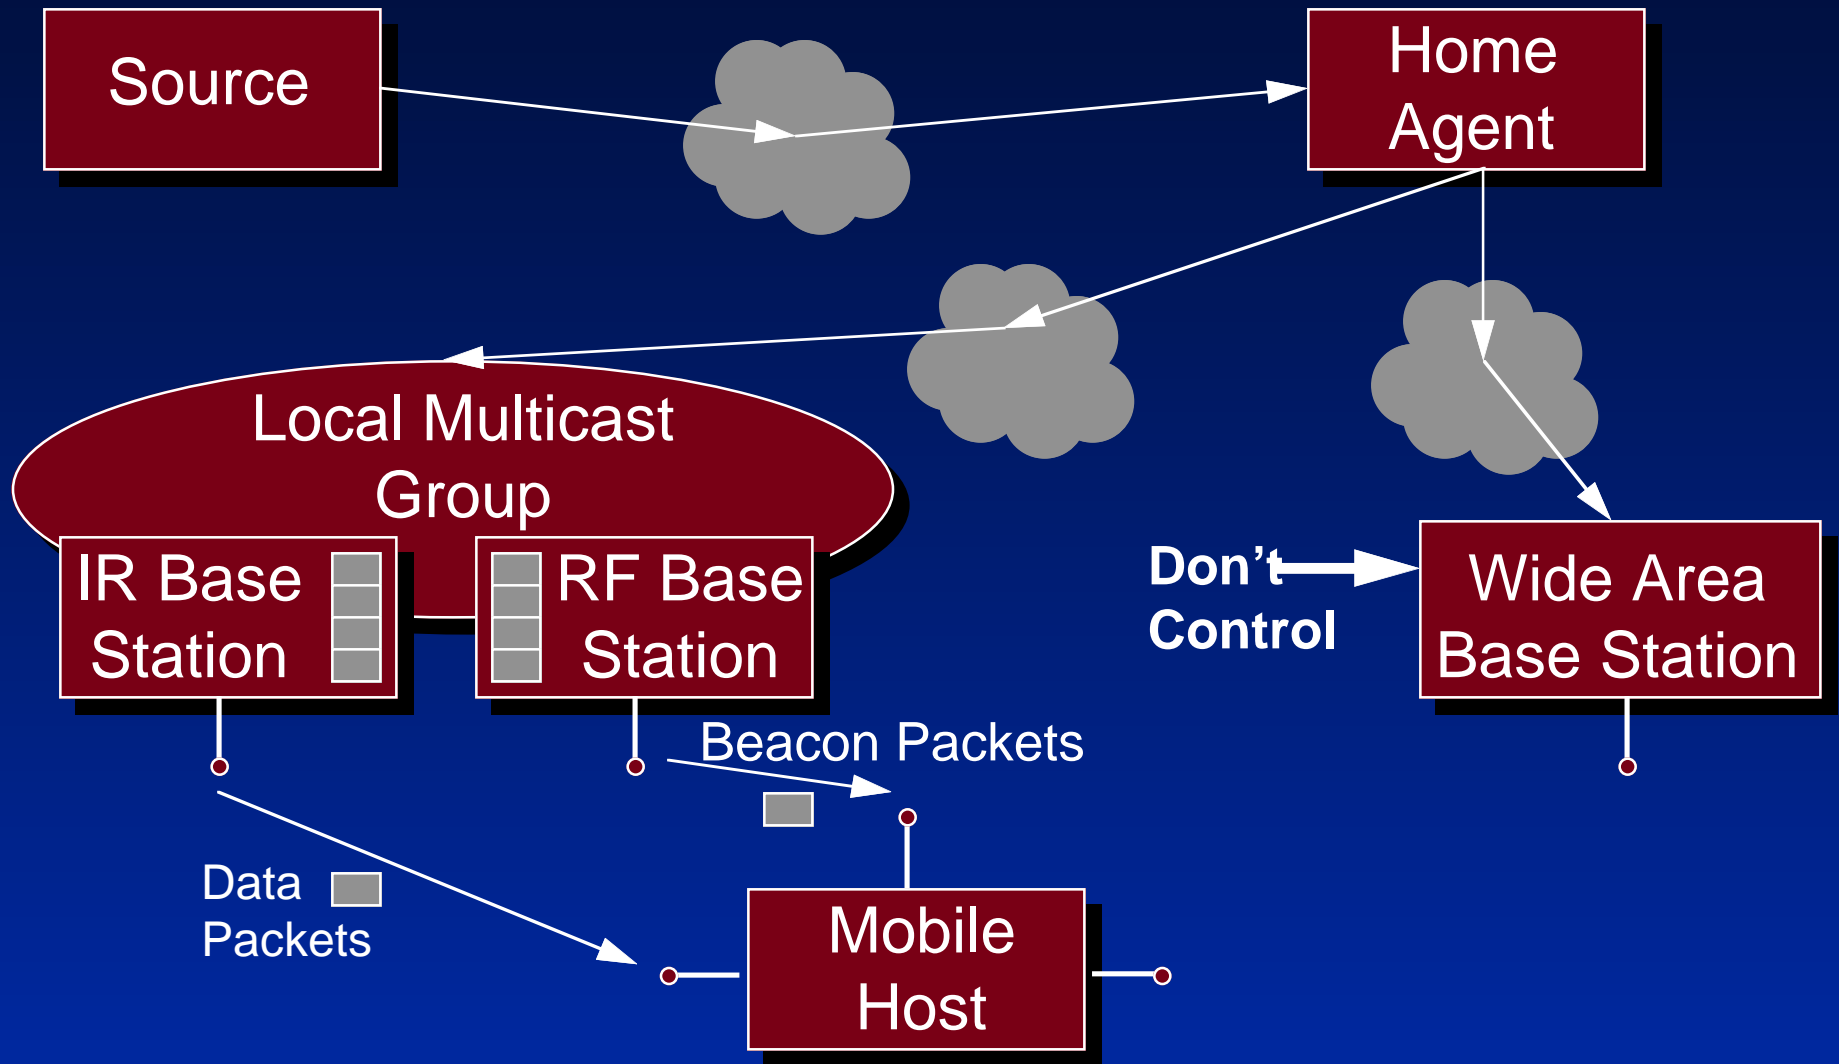 Source
Home
Agent
Local Multicast
Group
IR Base
Station
RF Base
Station
Don’t
Control
Wide Area
Base Station
Beacon Packets
Data
Packets
Mobile
Host